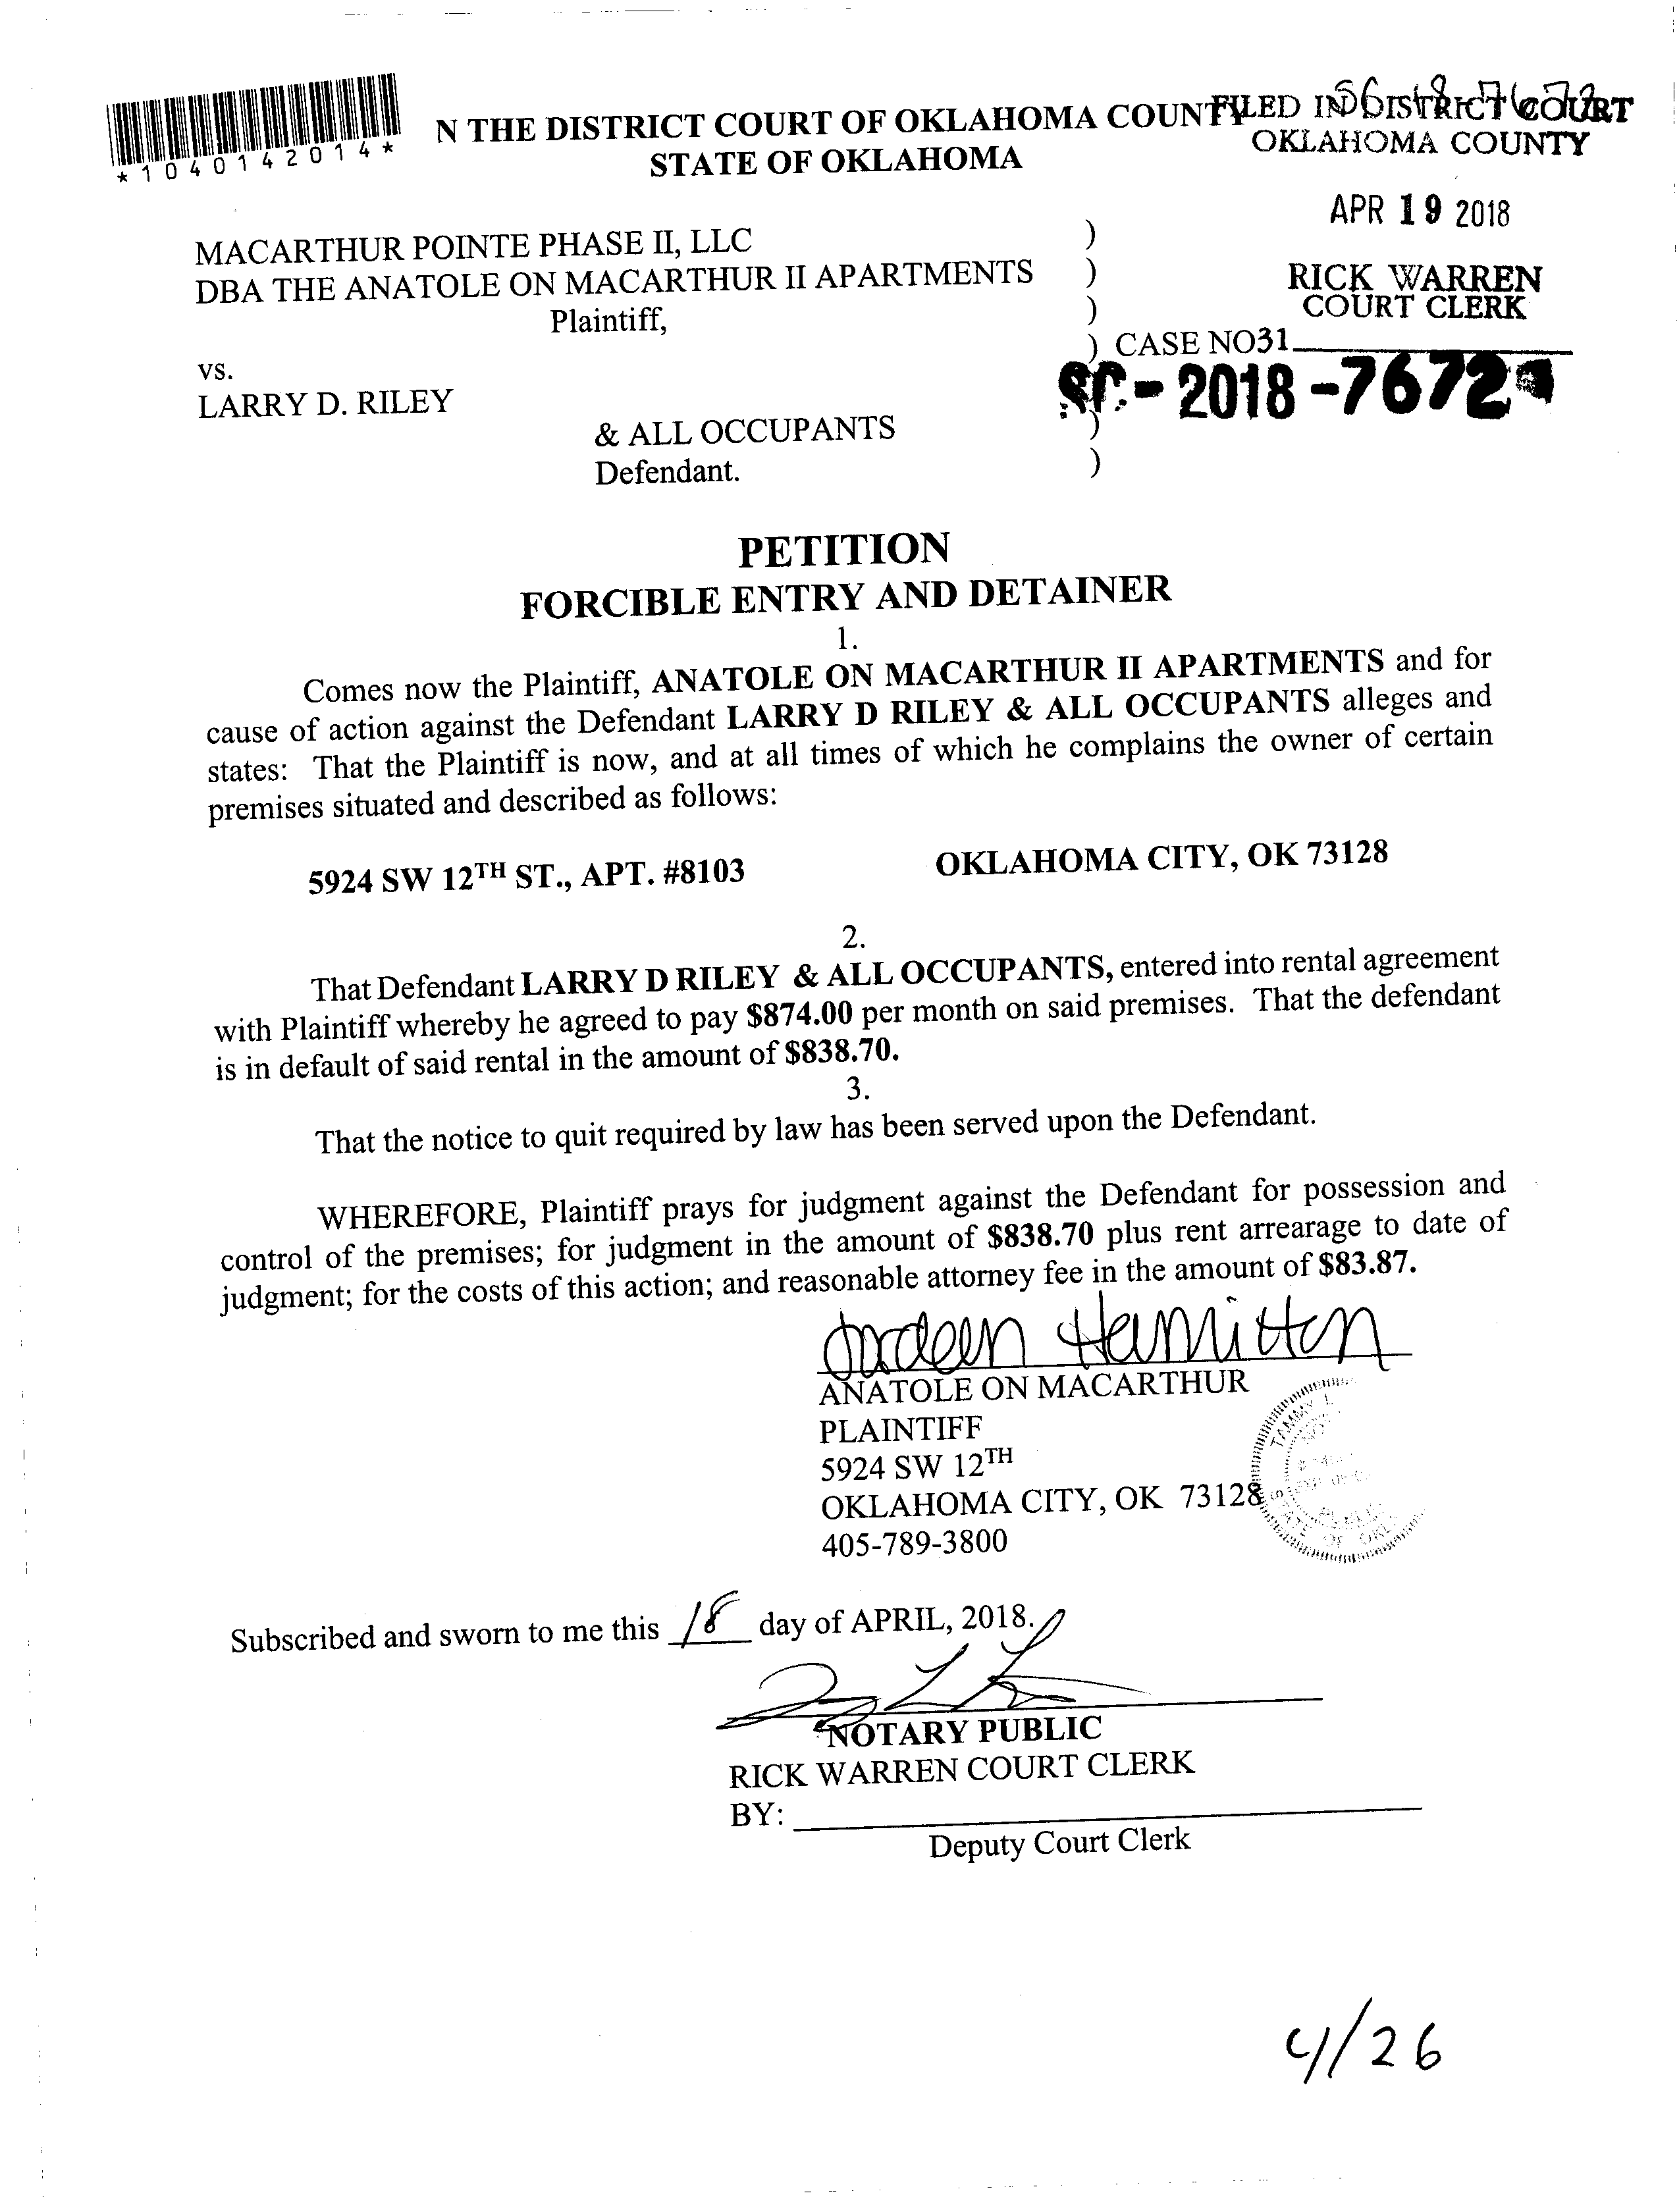 *1040142014*
N THE DISTRICT COURT OF OKLAHOMA COUNTY
STATE OF OKLAHOMA
FILED IN DISTRICT COURT
OKLAHOMA COUNTY
APR 19 2018
RICK WARREN
COURT CLERK
MACARTHUR POINTE PHASE II, LLC )
DBA THE ANATOLE ON MACARTHUR II APARTMENTS )
Plaintiff, )
) CASE NO31
vs.
SC-2018-7672
LARRY D. RILEY
& ALL OCCUPANTS )
Defendant. )
PETITION
FORCIBLE ENTRY AND DETAINER
1.
Comes now the Plaintiff, ANATOLE ON MACARTHUR II APARTMENTS and for
cause of action against the Defendant LARRY D RILEY & ALL OCCUPANTS alleges and
states: That the Plaintiff is now, and at all times of which he complains the owner of certain
premises situated and described as follows:
5924 SW 12TH ST., APT. #8103 OKLAHOMA CITY, OK 73128
2.
That Defendant LARRY D RILEY & ALL OCCUPANTS, entered into rental agreement
with Plaintiff whereby he agreed to pay $874.00 per month on said premises. That the defendant
is in default of said rental in the amount of $838.70.
3.
That the notice to quit required by law has been served upon the Defendant.
WHEREFORE, Plaintiff prays for judgment against the Defendant for possession and
control of the premises; for judgment in the amount of $838.70 plus rent arrearage to date of
judgment; for the costs of this action; and reasonable attorney fee in the amount of $83.87.
Hamilton
ANATOLE ON MACARTHUR
PLAINTIFF
5924 SW 12TH
OKLAHOMA CITY, OK 73128
405-789-3800
TAMMY L
STATE OF OKL
Subscribed and sworn to me this 18 day of APRIL, 2018.
NOTARY PUBLIC
RICK WARREN COURT CLERK
BY:
Deputy Court Clerk
4/26